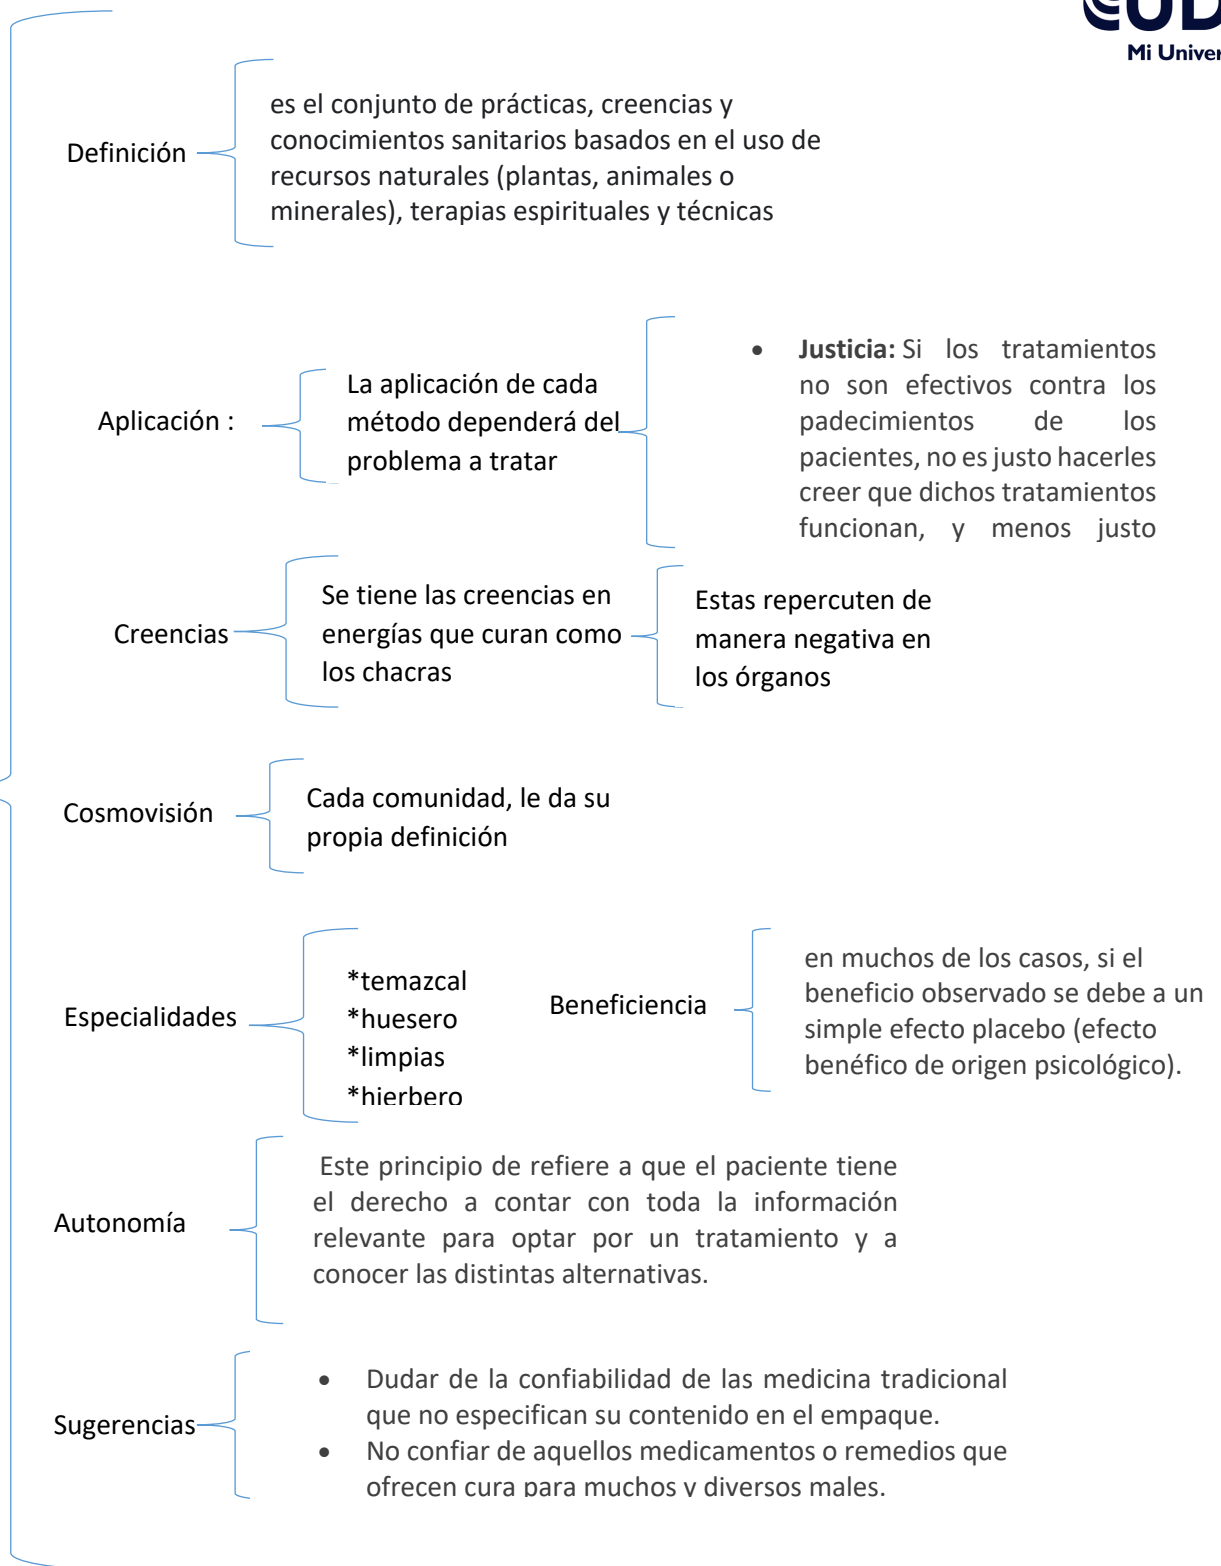 UD
Mi Univer
Definición
es el conjunto de prácticas, creencias y
conocimientos sanitarios basados en el uso de
recursos naturales (plantas, animales o
minerales), terapias espirituales y técnicas
Aplicación :
La aplicación de cada
método dependerá del
problema a tratar
• Justicia: Si los tratamientos
no son efectivos contra los
padecimientos de los
pacientes, no es justo hacerles
creer que dichos tratamientos
funcionan, y menos justo
Creencias
Se tiene las creencias en
energías que curan como
los chacras
Estas repercuten de
manera negativa en
los órganos
Cosmovisión
Cada comunidad, le da su
propia definición
Especialidades
*temazcal
*huesero
*limpias
*hierbero
Beneficiencia
en muchos de los casos, si el
beneficio observado se debe a un
simple efecto placebo (efecto
benéfico de origen psicológico).
Autonomía
Este principio de refiere a que el paciente tiene
el derecho a contar con toda la información
relevante para optar por un tratamiento y a
conocer las distintas alternativas.
Sugerencias
• Dudar de la confiabilidad de las medicina tradicional
que no especifican su contenido en el empaque.
• No confiar de aquellos medicamentos o remedios que
ofrecen cura para muchos y diversos males.